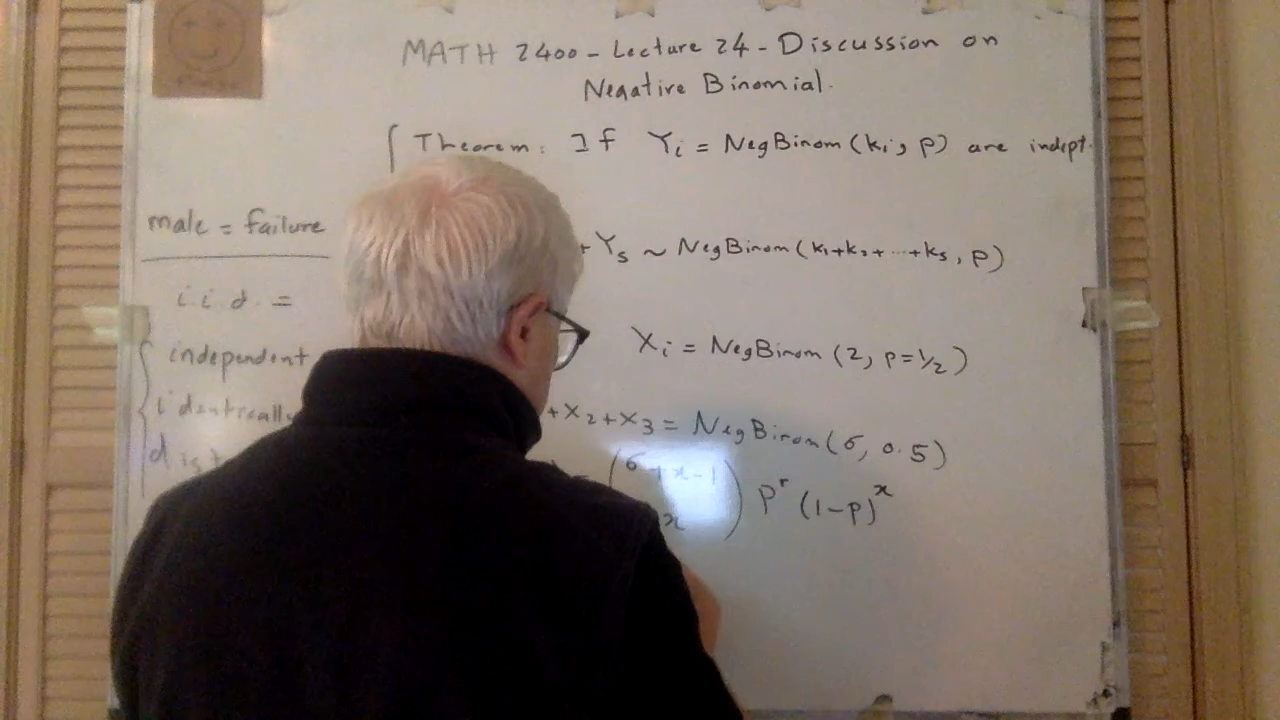 MATH 2400 - Lecture 24 - Discussion on
Negative Binomial.
Theorem: If Yi = NegBinom(ki, p) are indept.
+ Ys ~ NegBinom(k1+k2+...+ks, p)
male = failure
i.i.d. =
independent
identically
dist
Xi = NegBinom (2, p=1/2)
+X2+X3 = NegBinom(6, 0.5)
= (6+x-1
x) p^r (1-p)^x